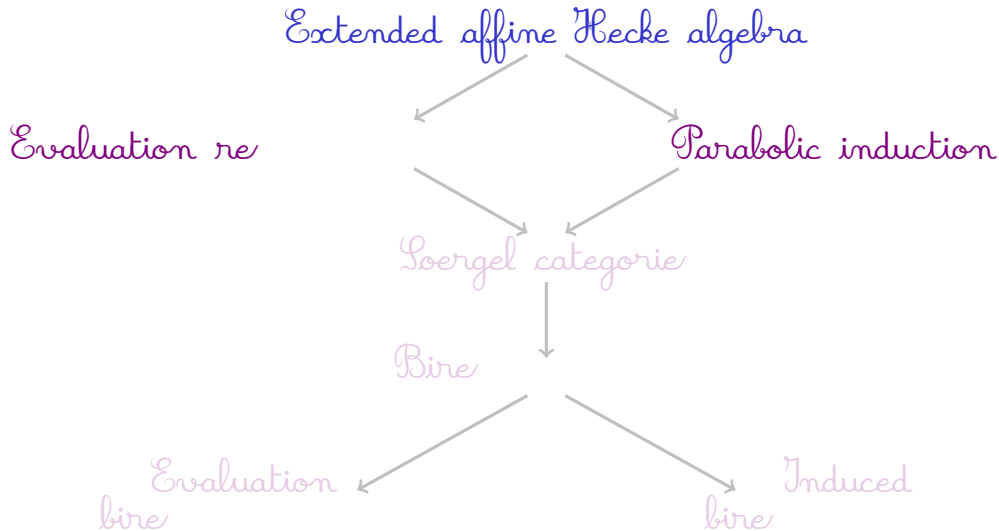 Extended affine Hecke algebra
Evaluation re
Parabolic induction
Soergel categorie
Bire
Evaluation
bire
Induced
bire